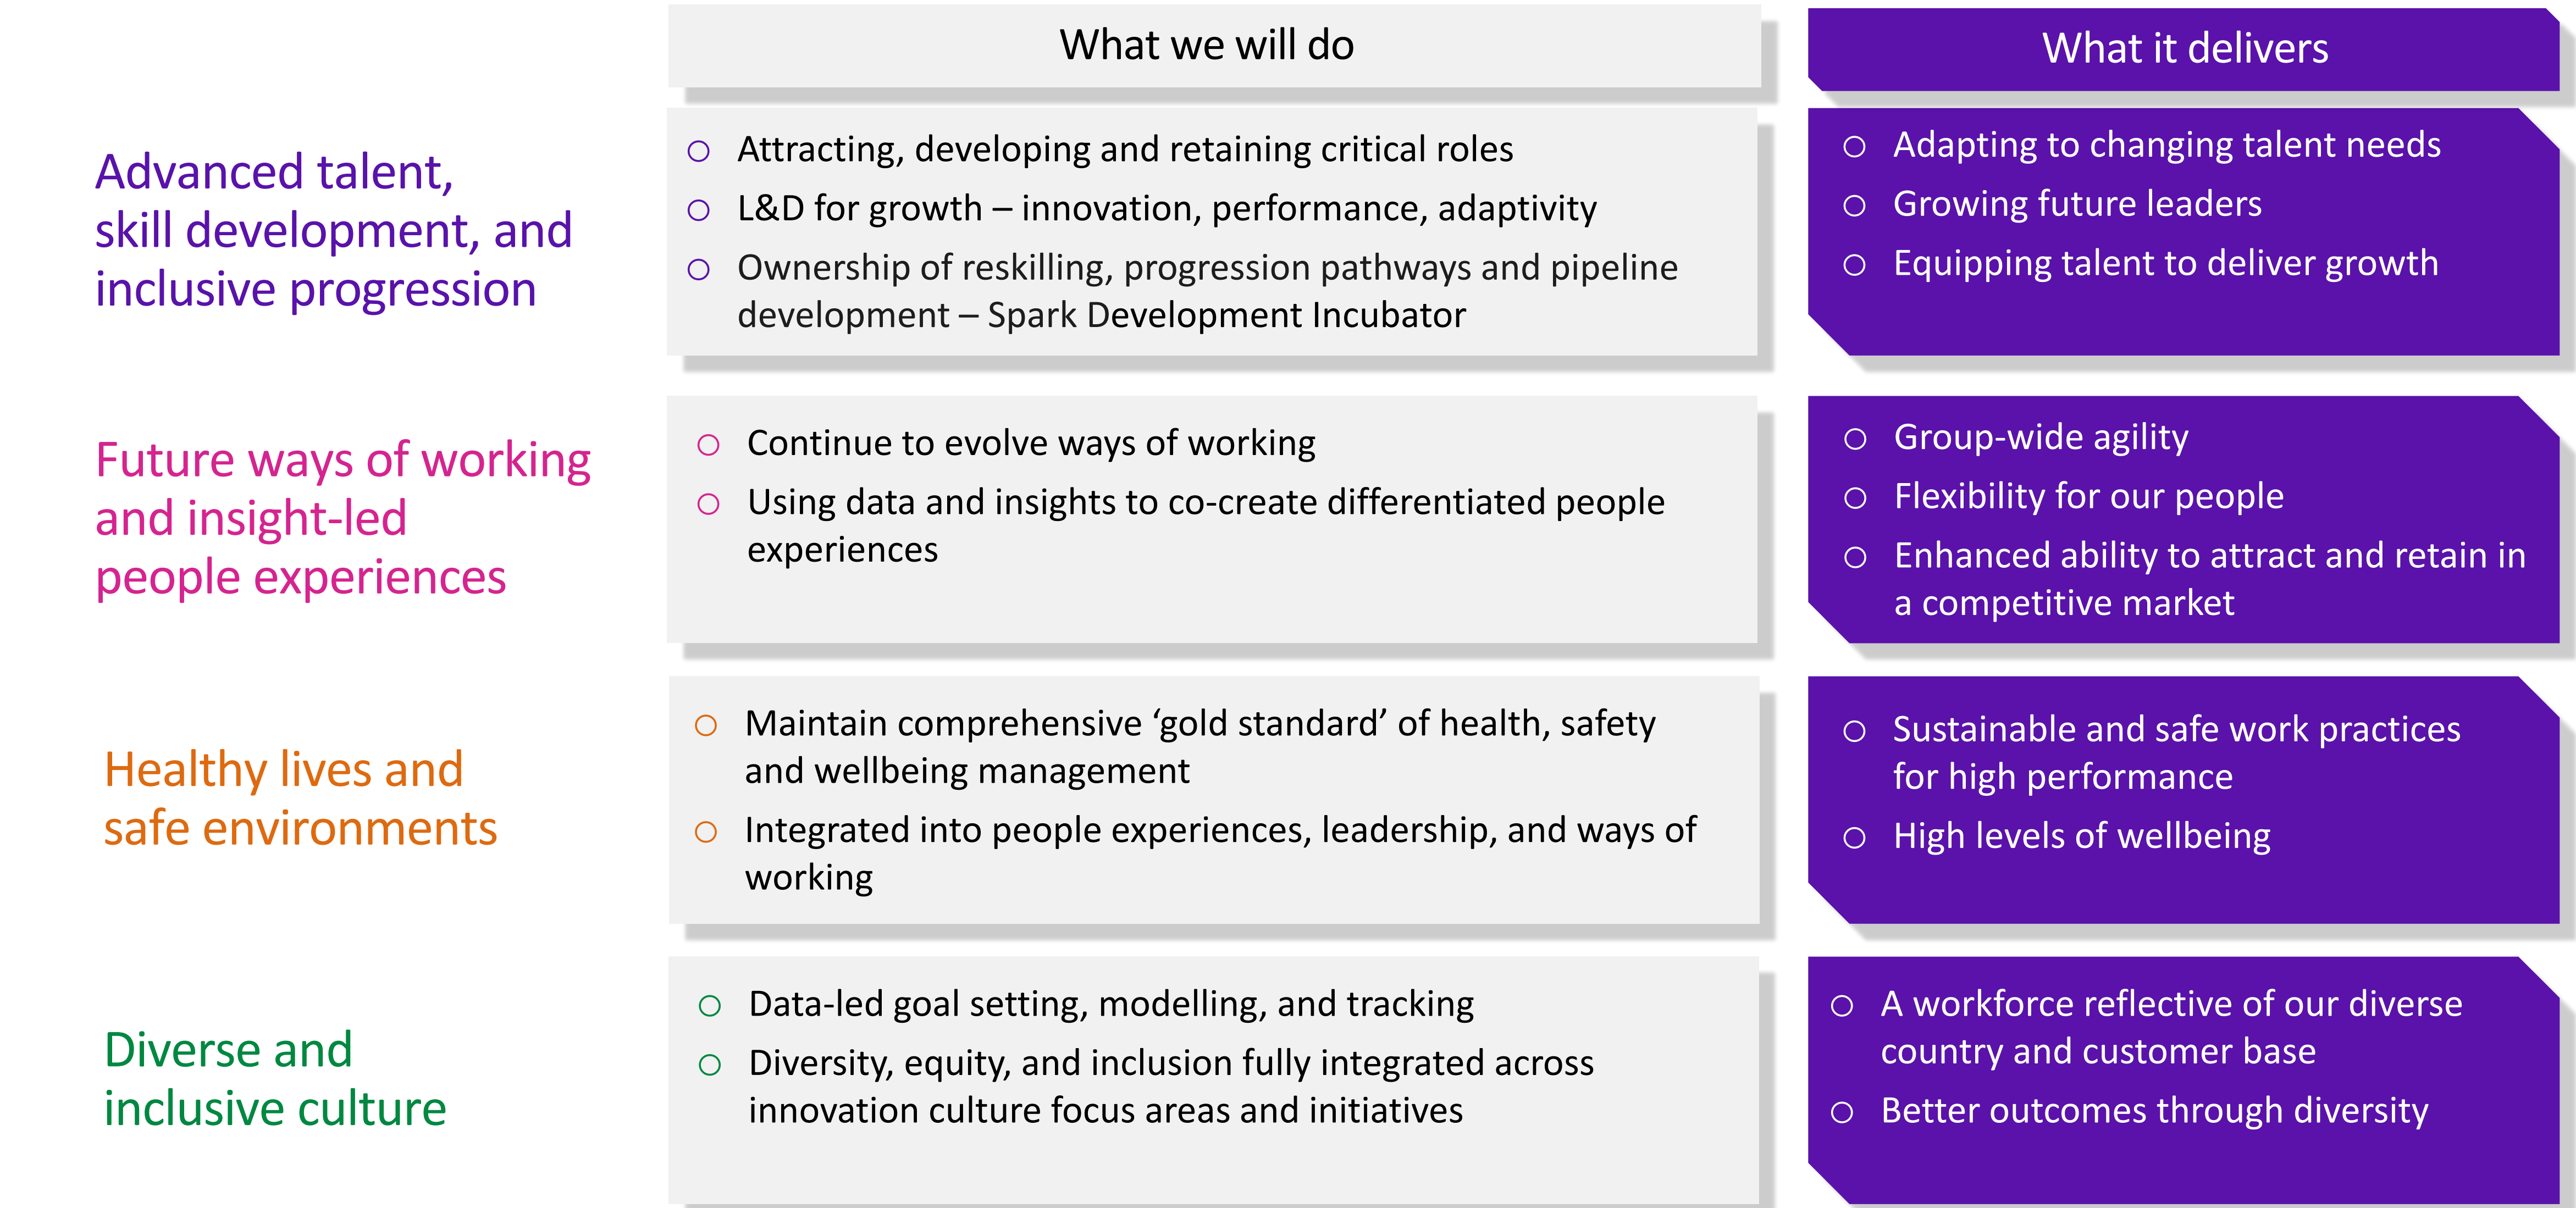 What we will do
What it delivers
Advanced talent,
skill development, and
inclusive progression
Attracting, developing and retaining critical roles
L&D for growth – innovation, performance, adaptivity
Ownership of reskilling, progression pathways and pipeline
development – Spark Development Incubator
Adapting to changing talent needs
Growing future leaders
Equipping talent to deliver growth
Future ways of working
and insight-led
people experiences
Continue to evolve ways of working
Using data and insights to co-create differentiated people
experiences
Group-wide agility
Flexibility for our people
Enhanced ability to attract and retain in
a competitive market
Healthy lives and
safe environments
Maintain comprehensive ‘gold standard’ of health, safety
and wellbeing management
Integrated into people experiences, leadership, and ways of
working
Sustainable and safe work practices
for high performance
High levels of wellbeing
Diverse and
inclusive culture
Data-led goal setting, modelling, and tracking
Diversity, equity, and inclusion fully integrated across
innovation culture focus areas and initiatives
A workforce reflective of our diverse
country and customer base
Better outcomes through diversity